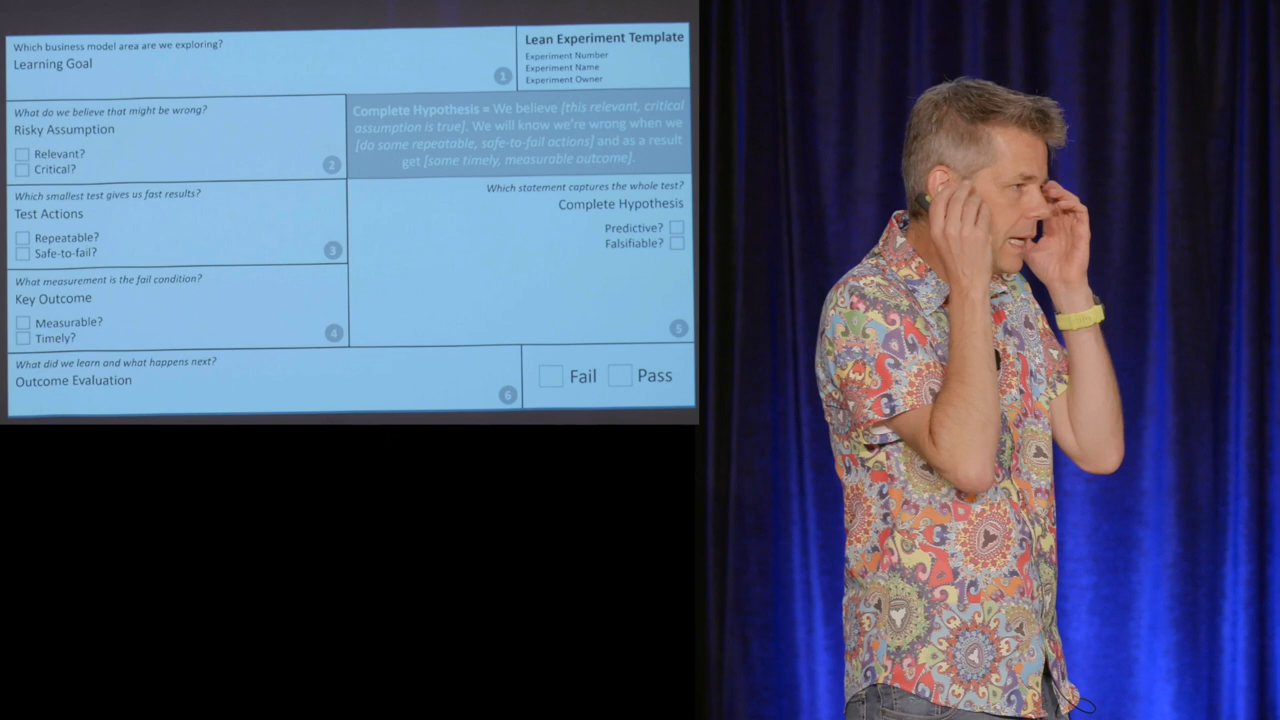 Which business model area are we exploring?
Learning Goal
1
Lean Experiment Template
Experiment Number
Experiment Name
Experiment Owner
What do we believe that might be wrong?
Risky Assumption
Relevant?
Critical?
2
Complete Hypothesis = We believe [this relevant, critical
assumption is true]. We will know we're wrong when we
[do some repeatable, safe-to-fail actions] and as a result
get [some timely, measurable outcome].
Which smallest test gives us fast results?
Test Actions
Repeatable?
Safe-to-fail?
3
Which statement captures the whole test?
Complete Hypothesis
Predictive?
Falsifiable?
5
What measurement is the fail condition?
Key Outcome
Measurable?
Timely?
4
What did we learn and what happens next?
Outcome Evaluation
6
Fail Pass